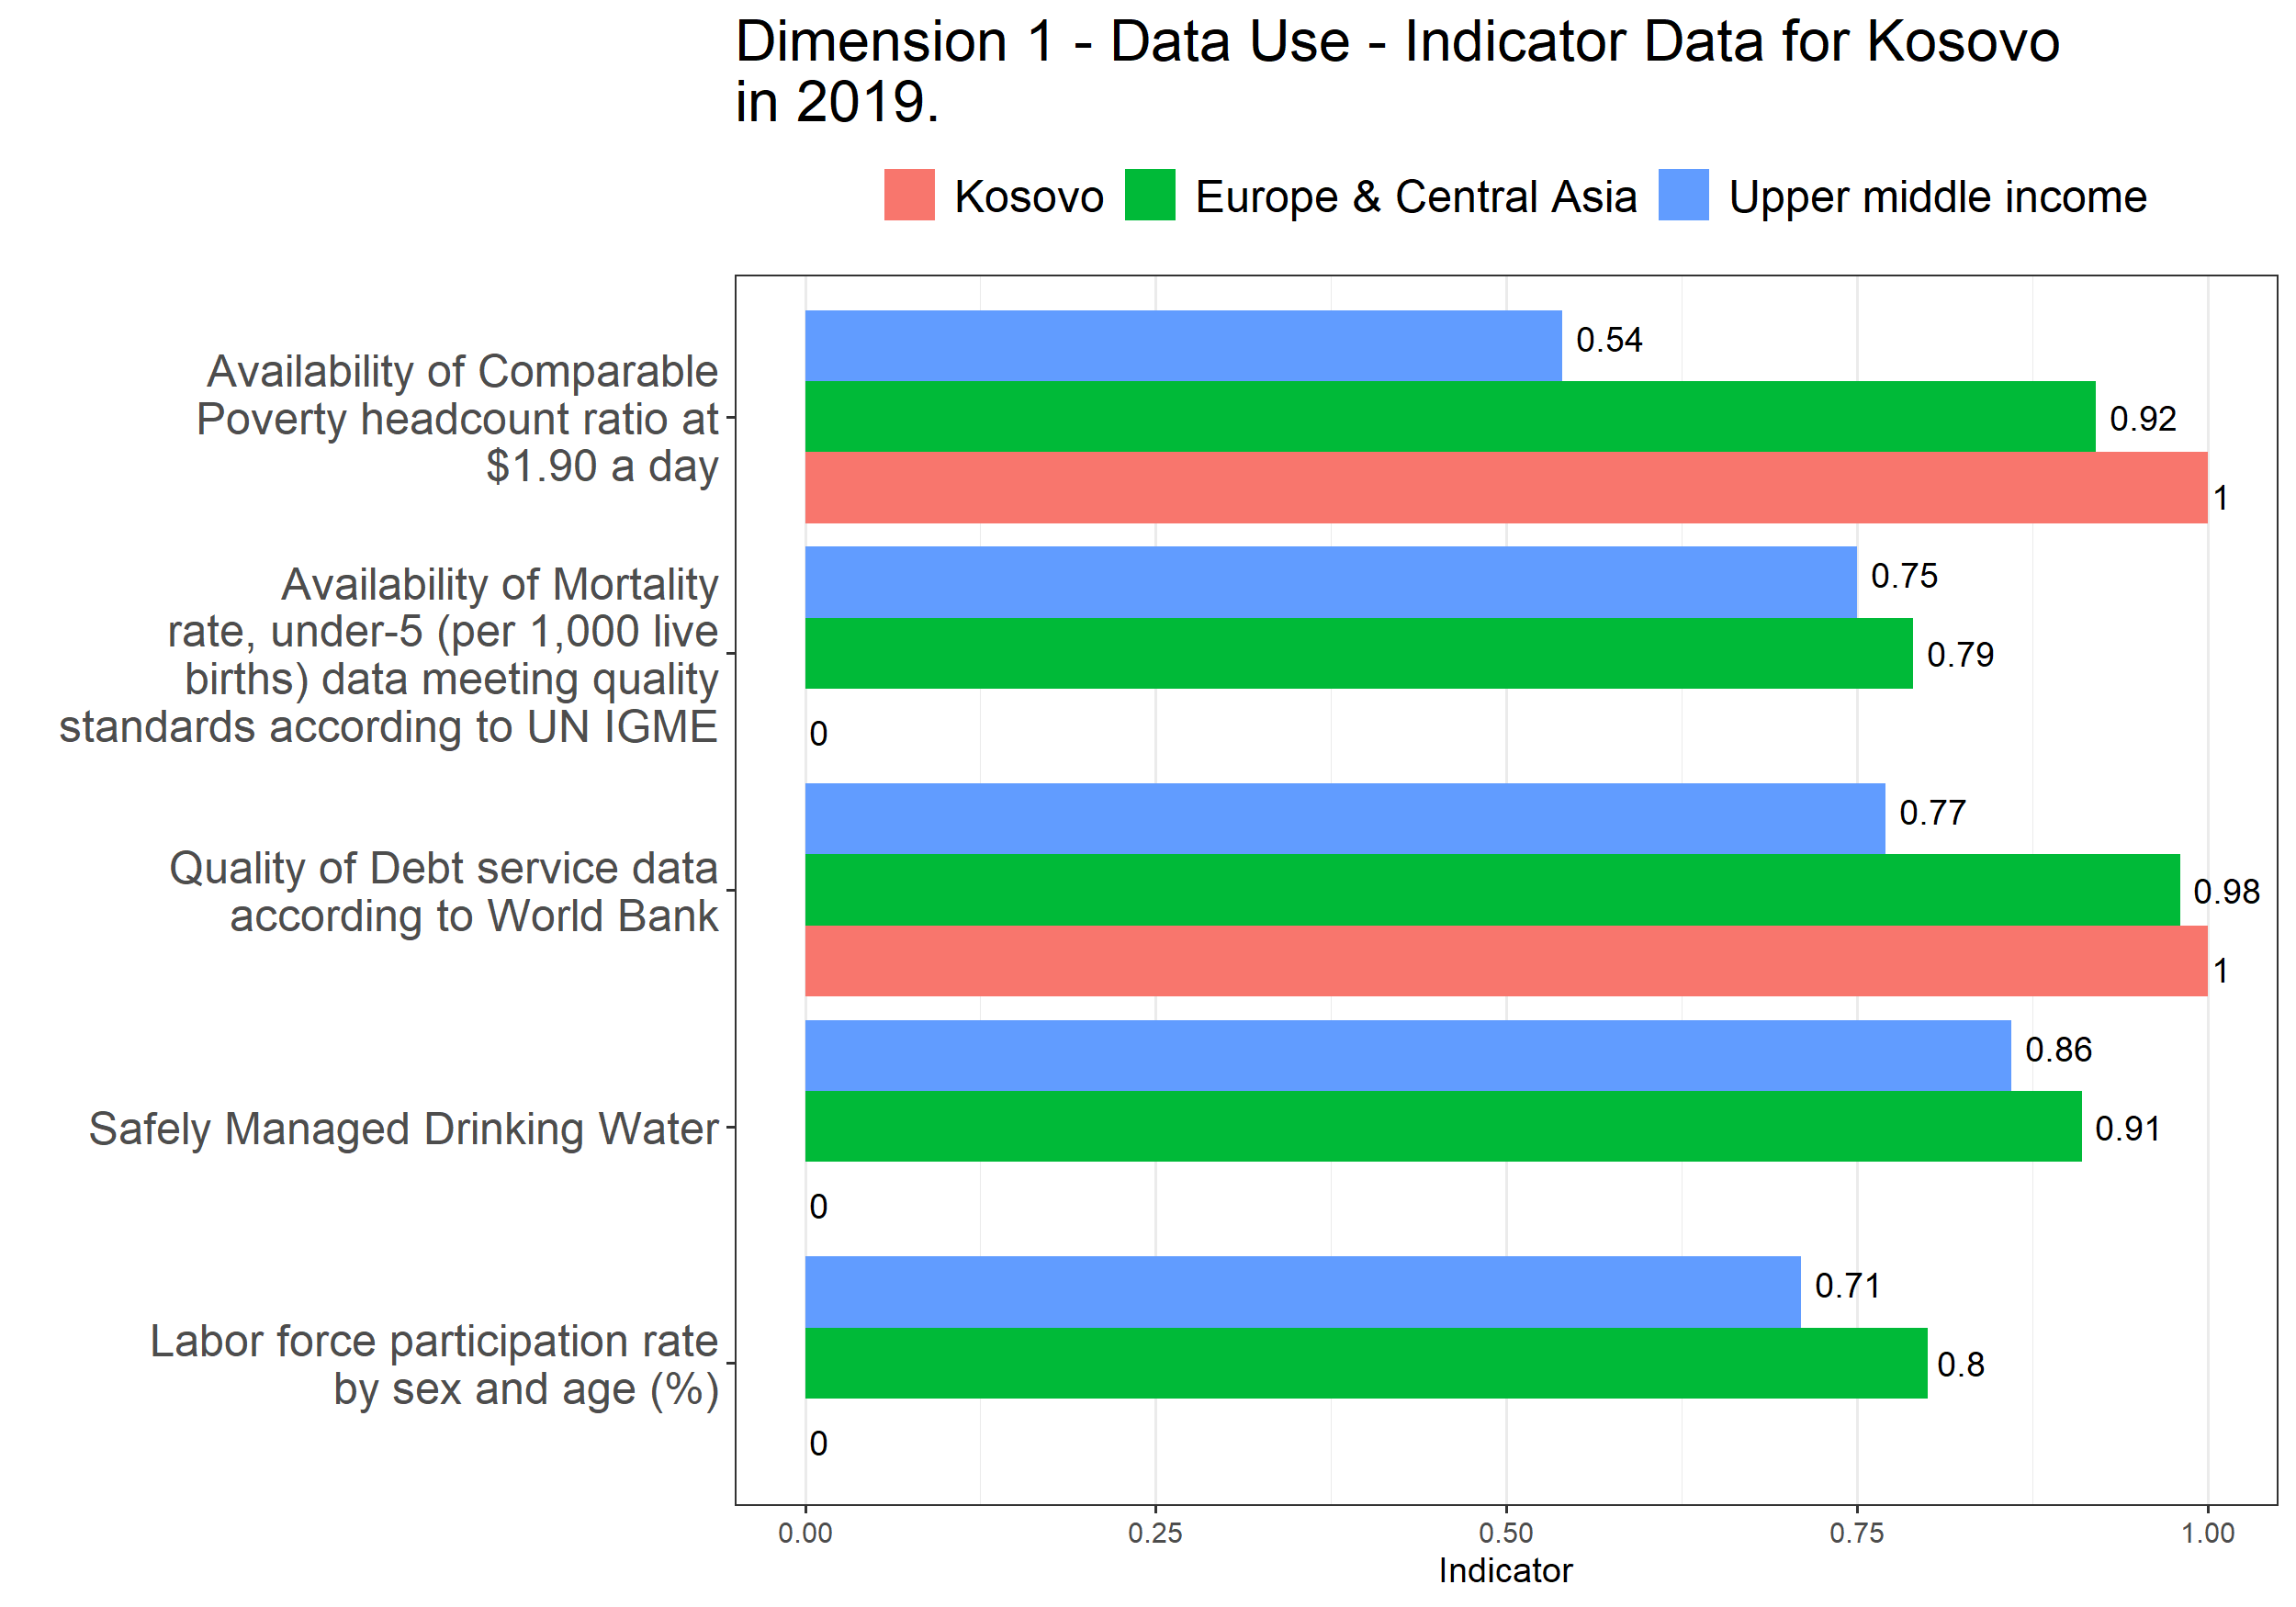 Dimension 1 - Data Use - Indicator Data for Kosovo
in 2019.
Kosovo
Europe & Central Asia
Upper middle income
Availability of Comparable
Poverty headcount ratio at
$1.90 a day
0.54
0.92
1
Availability of Mortality
rate, under-5 (per 1,000 live
births) data meeting quality
standards according to UN IGME
0.75
0.79
0
Quality of Debt service data
according to World Bank
0.77
0.98
1
Safely Managed Drinking Water
0.86
0.91
0
Labor force participation rate
by sex and age (%)
0.71
0.8
0
0.00
0.25
0.50
0.75
1.00
Indicator